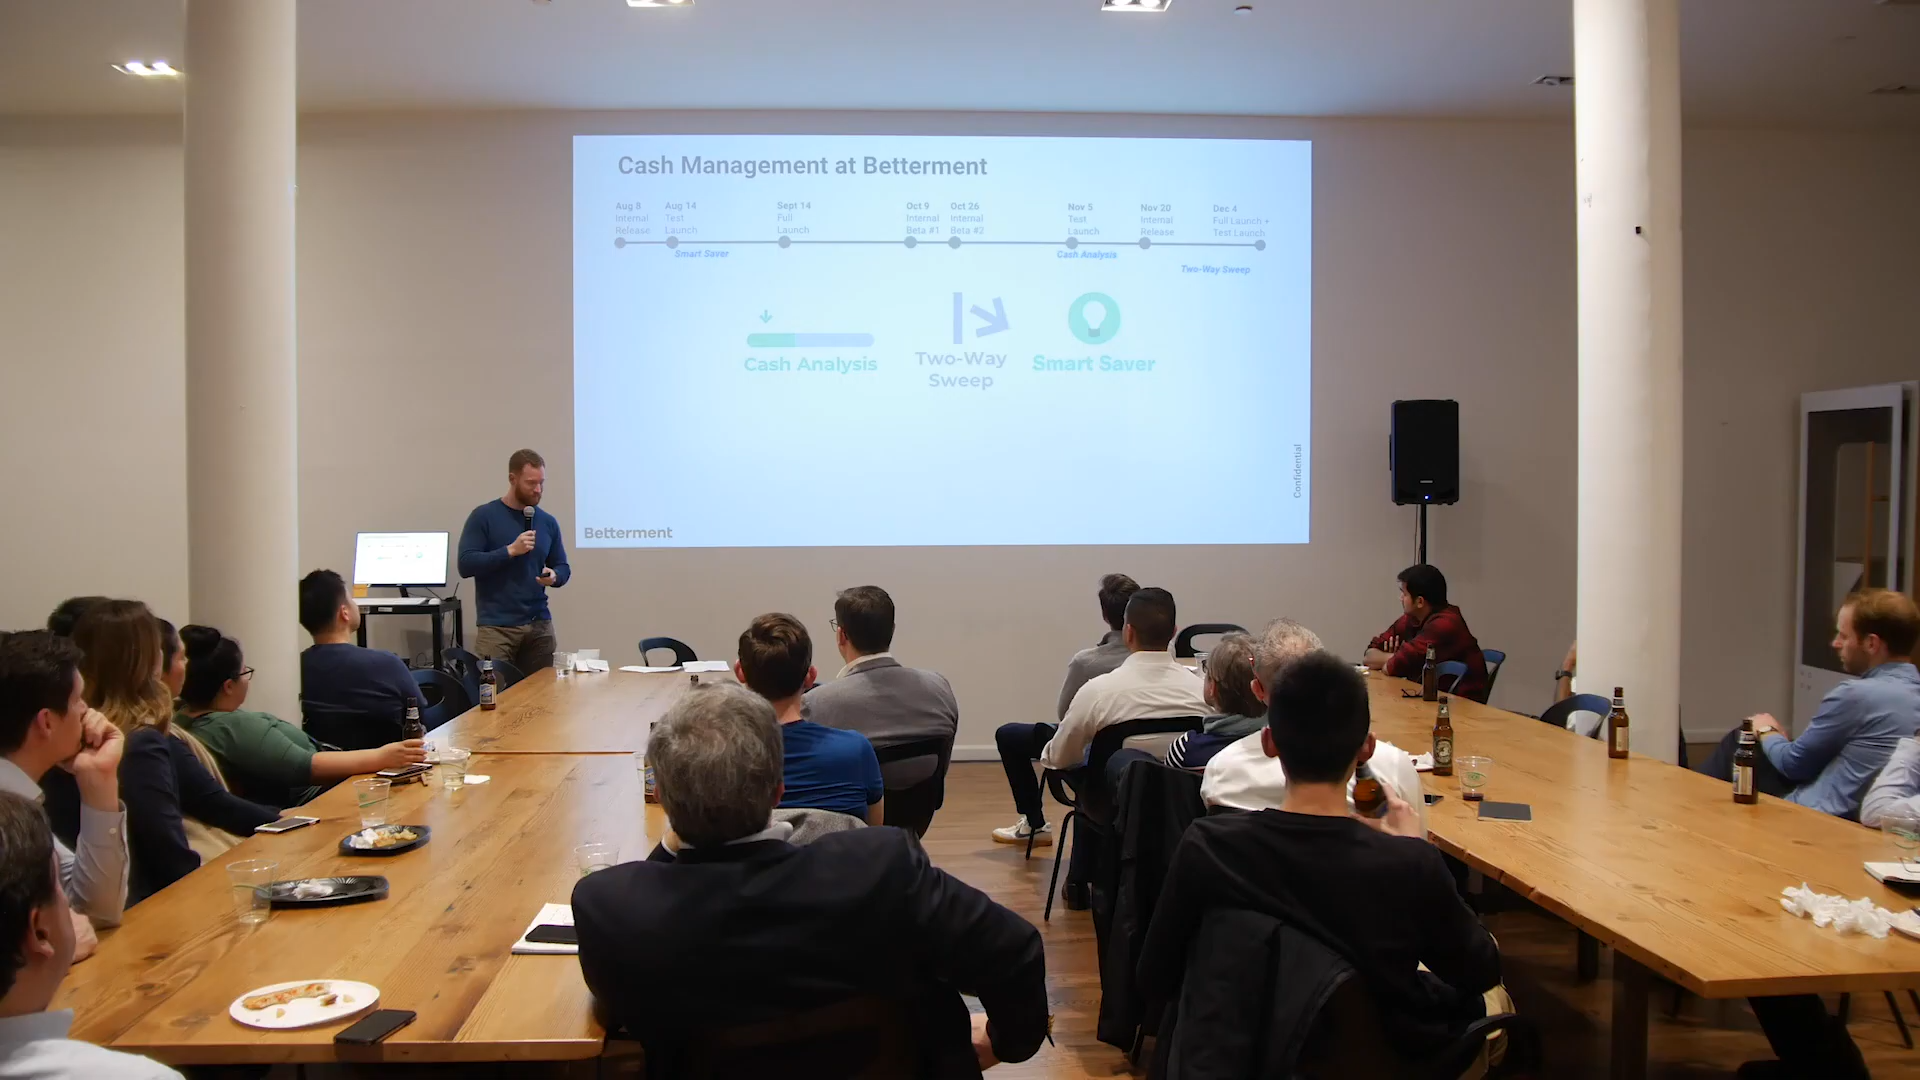 Cash Management at Betterment
Aug 8
Internal
Release
Aug 14
Test
Launch
Sept 14
Full
Launch
Oct 9
Internal
Beta #1
Oct 26
Internal
Beta #2
Nov 5
Test
Launch
Nov 20
Internal
Release
Dec 4
Full Launch +
Test Launch
Smart Saver
Cash Analysis
Two-Way Sweep
Cash Analysis
Two-Way
Sweep
Smart Saver
Confidential
Betterment